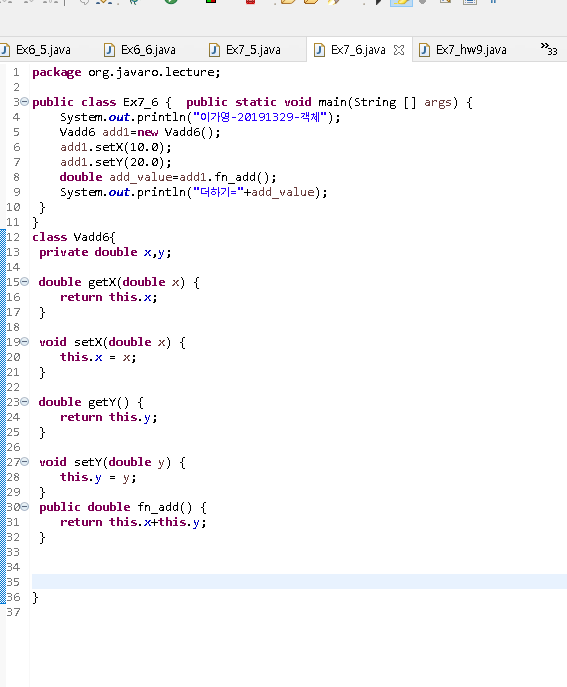 Ex6_5.java Ex6_6.java Ex7_5.java Ex7_6.java Ex7_hw9.java »33
1 package org.javaro.lecture;
2
3 public class Ex7_6 {  public static void main(String [] args) {
4 System.out.println("이가영-20191329-객체");
5 Vadd6 add1=new Vadd6();
6 add1.setX(10.0);
7 add1.setY(20.0);
8 double add_value=add1.fn_add();
9 System.out.println("더하기="+add_value);
10 }
11 }
12 class Vadd6{
13 private double x,y;
14
15 double getX(double x) {
16 return this.x;
17 }
18
19 void setX(double x) {
20 this.x = x;
21 }
22
23 double getY() {
24 return this.y;
25 }
26
27 void setY(double y) {
28 this.y = y;
29 }
30 public double fn_add() {
31 return this.x+this.y;
32 }
33
34
35
36 }
37